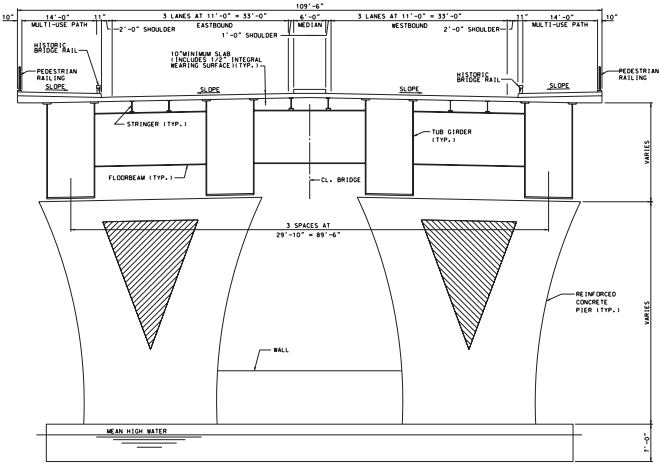 109'-6"
10" 14'-0" 11" 3 LANES AT 11'-0" = 33'-0" 6'-0" 3 LANES AT 11'-0" = 33'-0" 11" 14'-0" 10"
MULTI-USE PATH 2'-0" SHOULDER EASTBOUND 1'-0" SHOULDER MEDIAN WESTBOUND 2'-0" SHOULDER MULTI-USE PATH
HISTORIC
BRIDGE RAIL
10"MINIMUM SLAB
(INCLUDES 1/2" INTEGRAL
WEARING SURFACE)(TYP.)
PEDESTRIAN
RAILING
HISTORIC
BRIDGE RAIL
PEDESTRIAN
RAILING
SLOPE SLOPE SLOPE SLOPE
STRINGER (TYP.)
TUB GIRDER
(TYP.)
VARIES
FLOORBEAM (TYP.)
CL. BRIDGE
3 SPACES AT
29'-10" = 89'-6"
REINFORCED
CONCRETE
PIER (TYP.)
VARIES
WALL
MEAN HIGH WATER
7'-0"